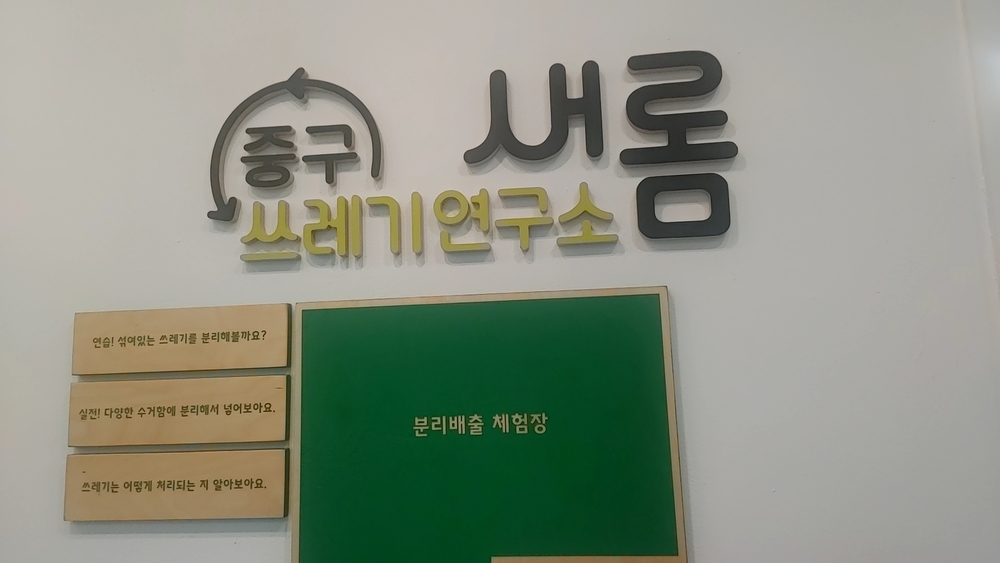 중구
쓰레기연구소
새롬
연습! 섞여있는 쓰레기를 분리해볼까요?
실전! 다양한 수거함에 분리해서 넣어보아요.
쓰레기는 어떻게 처리되는 지 알아보아요.
분리배출 체험장